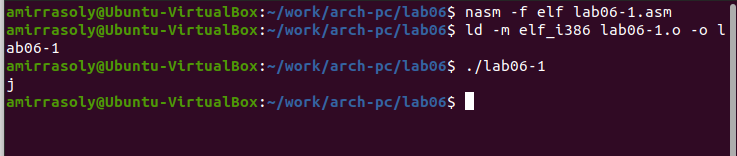 amirrasoly@Ubuntu-VirtualBox:~/work/arch-pc/lab06$ nasm -f elf lab06-1.asm
amirrasoly@Ubuntu-VirtualBox:~/work/arch-pc/lab06$ ld -m elf_i386 lab06-1.o -o l
ab06-1
amirrasoly@Ubuntu-VirtualBox:~/work/arch-pc/lab06$ ./lab06-1
j
amirrasoly@Ubuntu-VirtualBox:~/work/arch-pc/lab06$